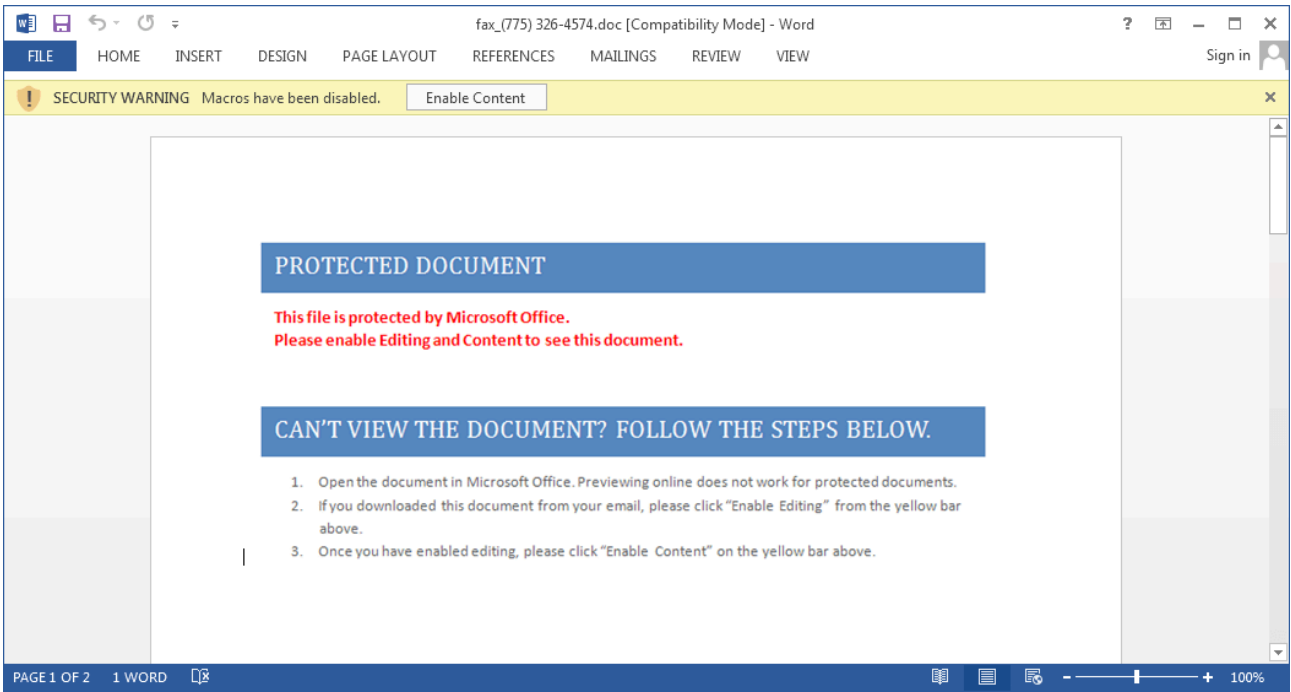 fax_(775) 326-4574.doc [Compatibility Mode] - Word
FILE HOME INSERT DESIGN PAGE LAYOUT REFERENCES MAILINGS REVIEW VIEW Sign in
SECURITY WARNING Macros have been disabled. Enable Content
PROTECTED DOCUMENT
This file is protected by Microsoft Office.
Please enable Editing and Content to see this document.
CAN'T VIEW THE DOCUMENT? FOLLOW THE STEPS BELOW.
1. Open the document in Microsoft Office. Previewing online does not work for protected documents.
2. If you downloaded this document from your email, please click “Enable Editing” from the yellow bar
above.
3. Once you have enabled editing, please click “Enable Content” on the yellow bar above.
PAGE 1 OF 2 1 WORD 100%